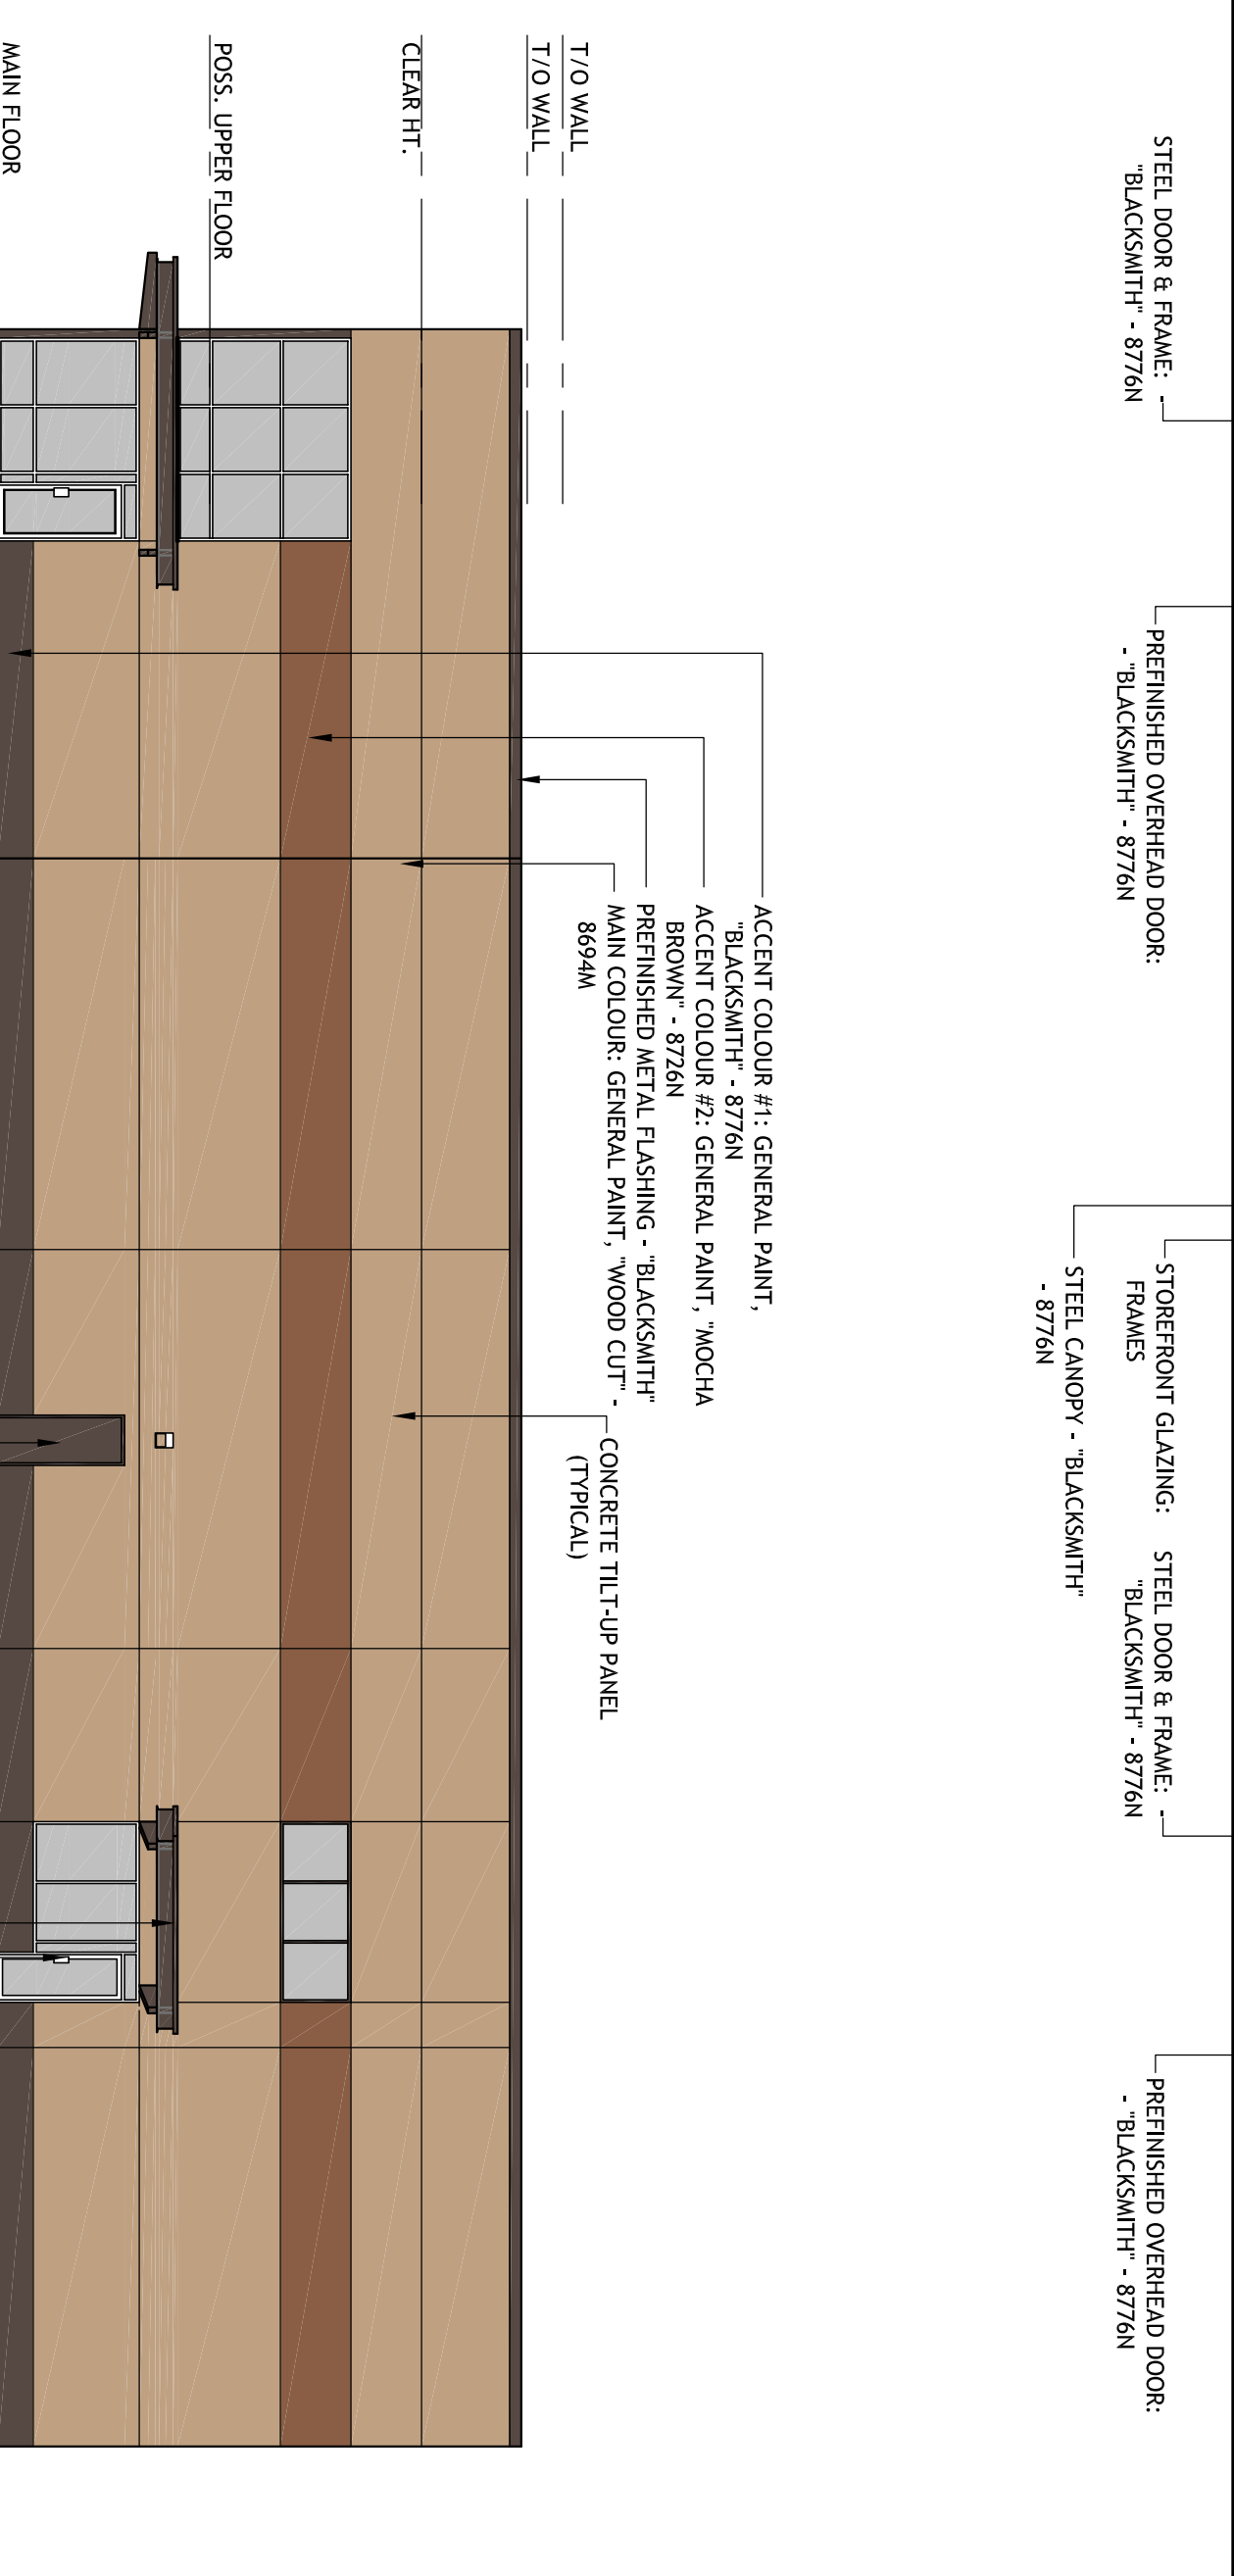 STEEL DOOR & FRAME: -
"BLACKSMITH" - 8776N
PREFINISHED OVERHEAD DOOR:
- "BLACKSMITH" - 8776N
STOREFRONT GLAZING:
FRAMES
STEEL CANOPY - "BLACKSMITH"
- 8776N
STEEL DOOR & FRAME: -
"BLACKSMITH" - 8776N
PREFINISHED OVERHEAD DOOR:
- "BLACKSMITH" - 8776N
ACCENT COLOUR #1: GENERAL PAINT,
"BLACKSMITH" - 8776N
ACCENT COLOUR #2: GENERAL PAINT, "MOCHA
BROWN" - 8726N
PREFINISHED METAL FLASHING - "BLACKSMITH"
MAIN COLOUR: GENERAL PAINT, "WOOD CUT" -
8694M
CONCRETE TILT-UP PANEL
(TYPICAL)
T/O WALL
T/O WALL
CLEAR HT.
POSS. UPPER FLOOR
MAIN FLOOR